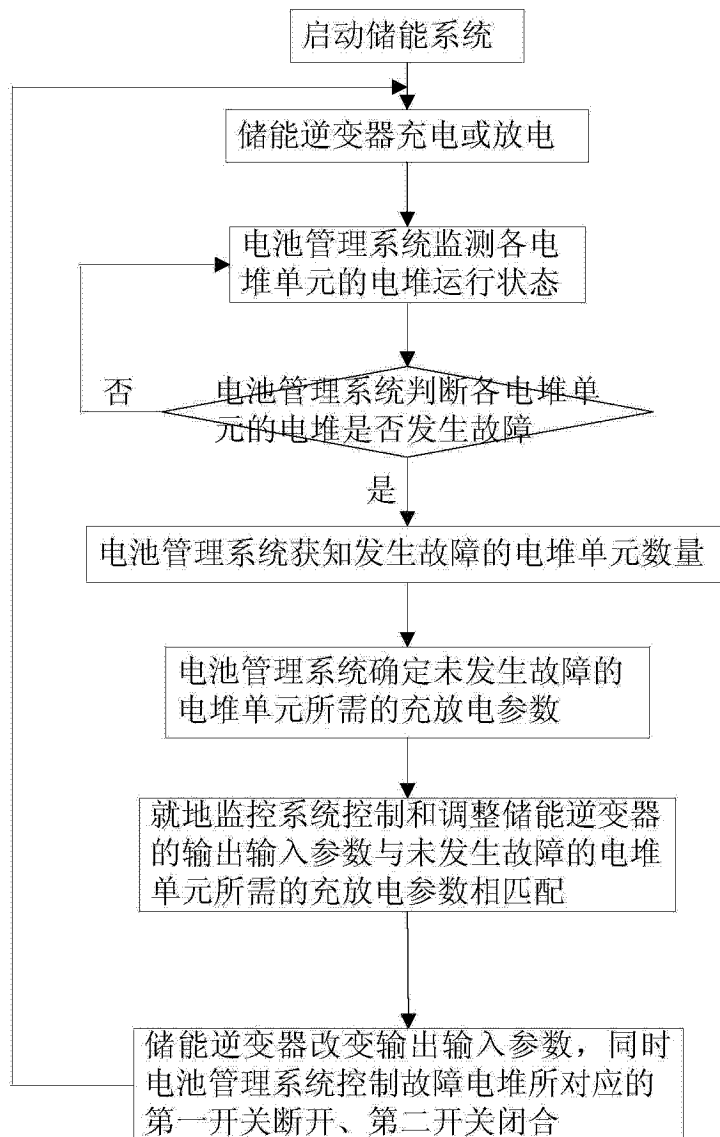 启动储能系统
储能逆变器充电或放电
电池管理系统监测各电
堆单元的电堆运行状态
否
电池管理系统判断各电堆单
元的电堆是否发生故障
是
电池管理系统获知发生故障的电堆单元数量
电池管理系统确定未发生故障的
电堆单元所需的充放电参数
就地监控系统控制和调整储能逆变器
的输出输入参数与未发生故障的电堆
单元所需的充放电参数相匹配
储能逆变器改变输出输入参数，同时
电池管理系统控制故障电堆所对应的
第一开关断开、第二开关闭合